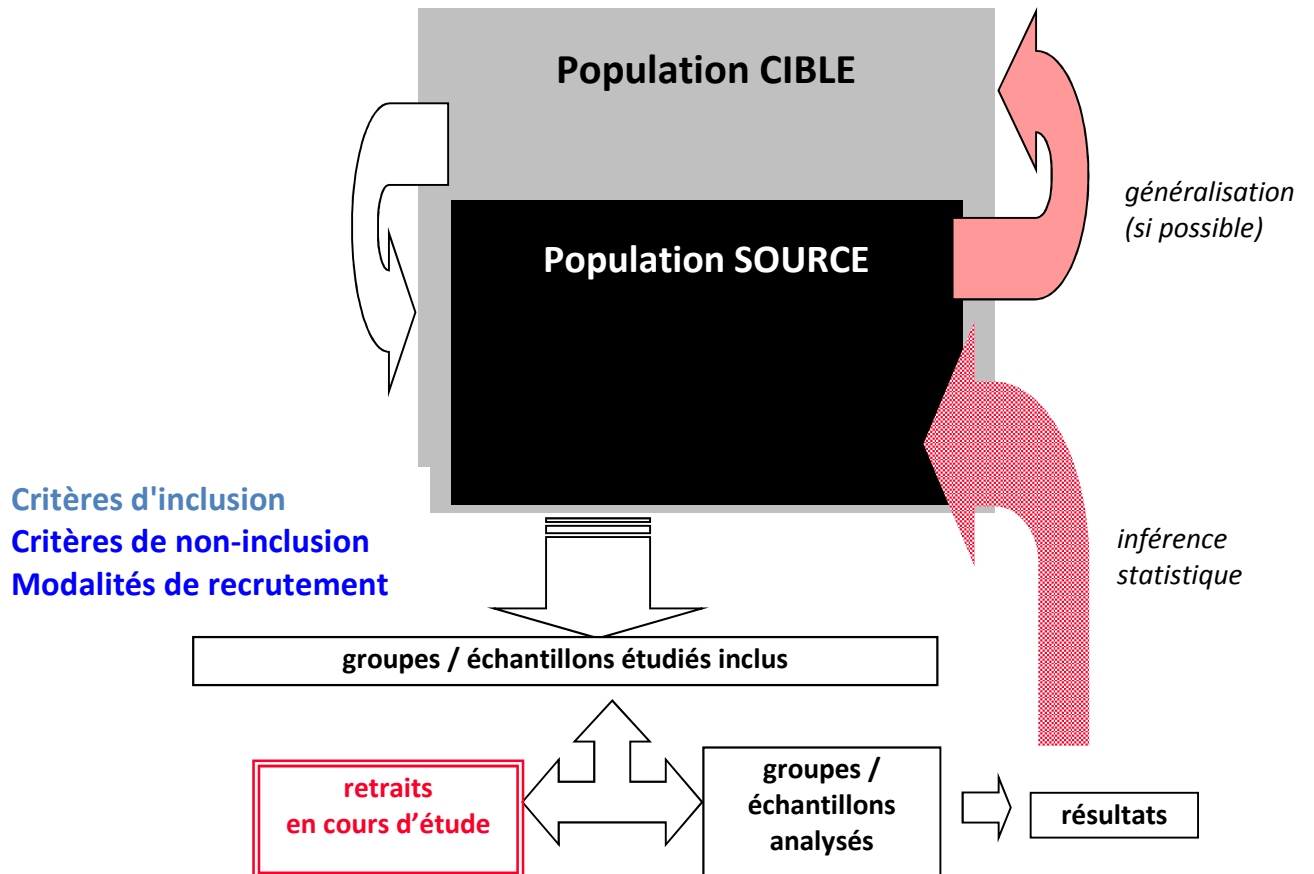 Population CIBLE
généralisation
(si possible)
Population SOURCE
Critères d'inclusion
Critères de non-inclusion
Modalités de recrutement
inférence
statistique
groupes / échantillons étudiés inclus
retraits
en cours d’étude
groupes /
échantillons
analysés
résultats